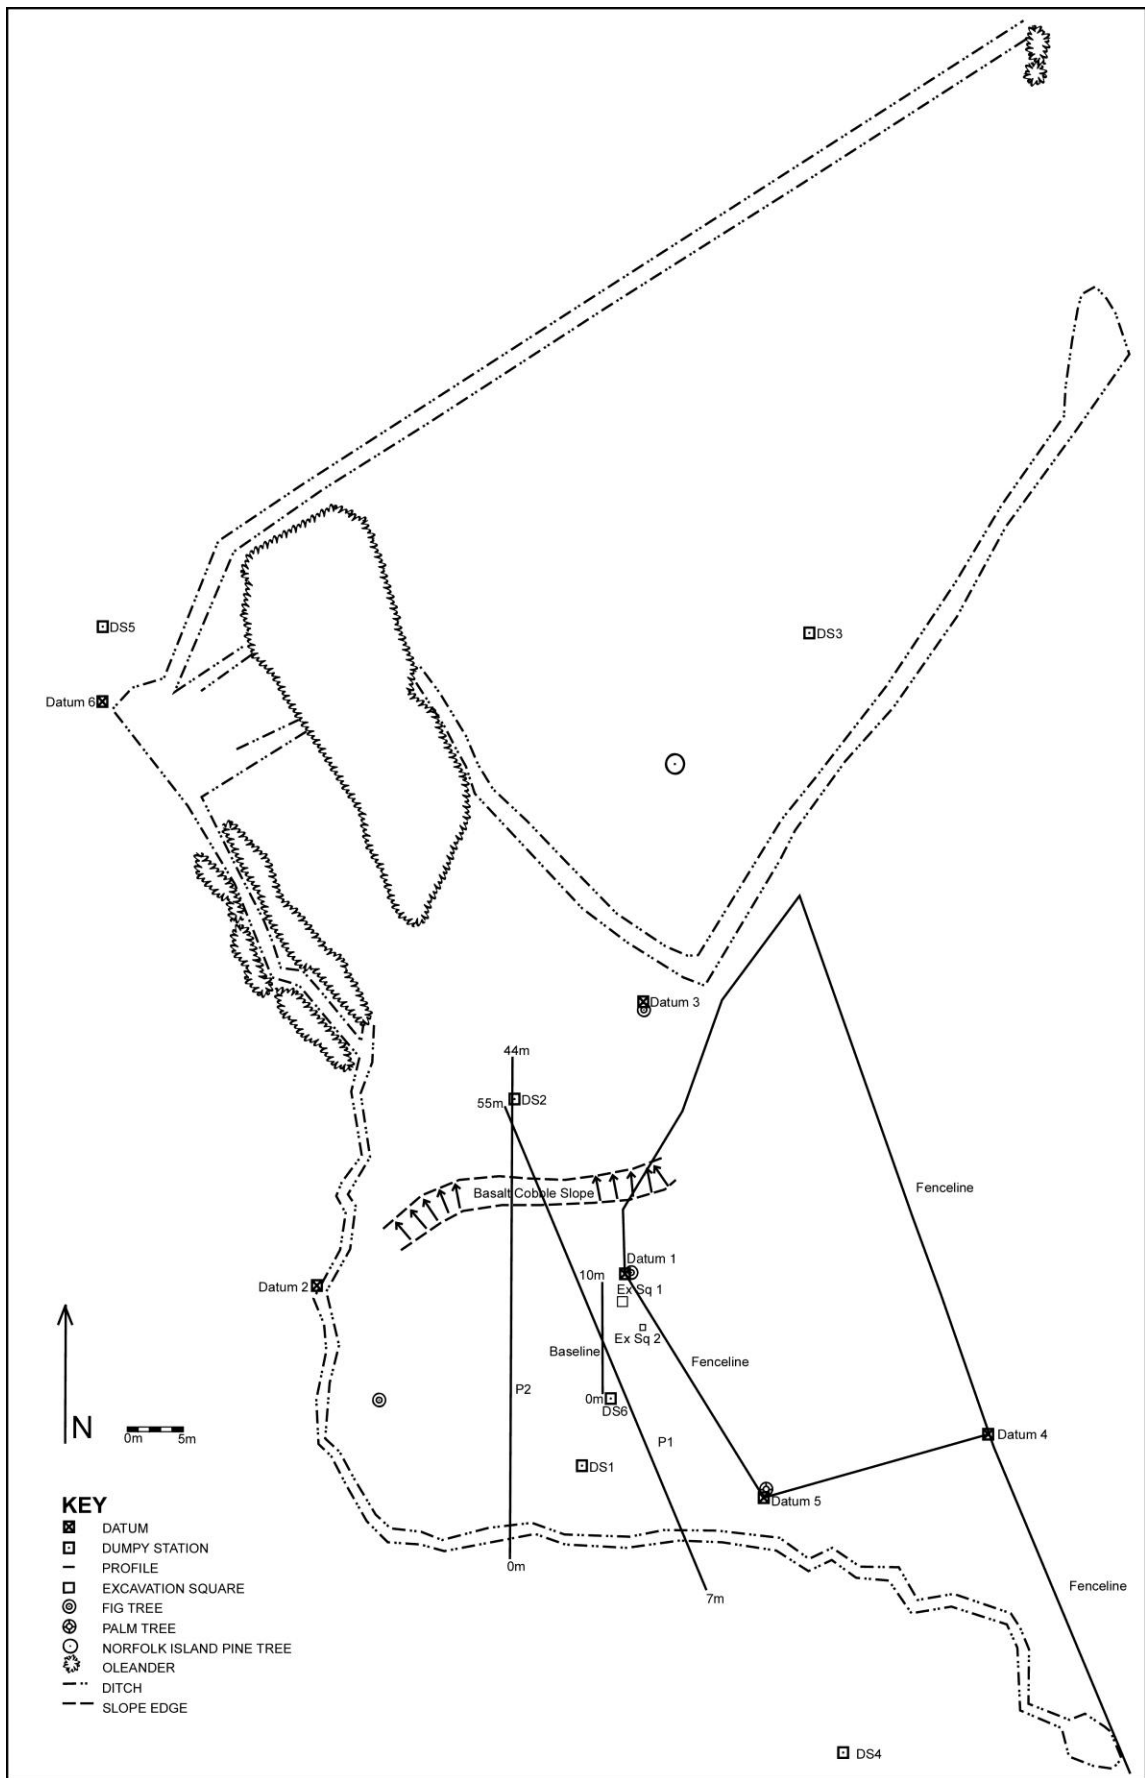 DS5
DS3
Datum 6
Datum 3
44m
DS2
55m
Basalt Cobble Slope
Fenceline
Datum 1
10m
Datum 2
Ex Sq 1
Ex Sq 2
Baseline
Fenceline
P2
0m
DS6
N
0m 5m
P1
Datum 4
DS1
Datum 5
KEY
DATUM
DUMPY STATION
PROFILE
EXCAVATION SQUARE
FIG TREE
PALM TREE
NORFOLK ISLAND PINE TREE
OLEANDER
DITCH
SLOPE EDGE
0m
Fenceline
7m
DS4